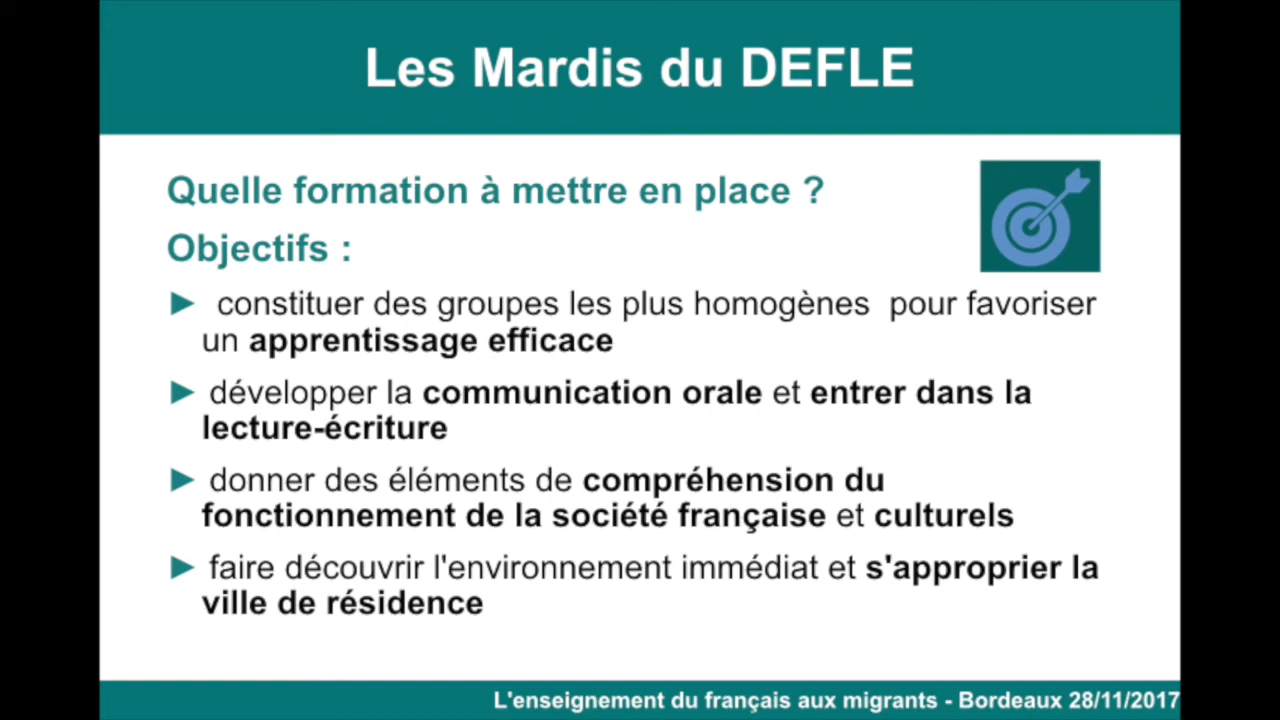 Les Mardis du DEFLE
Quelle formation à mettre en place ?
Objectifs :
► constituer des groupes les plus homogènes pour favoriser
un apprentissage efficace
► développer la communication orale et entrer dans la
lecture-écriture
► donner des éléments de compréhension du
fonctionnement de la société française et culturels
► faire découvrir l'environnement immédiat et s'approprier la
ville de résidence
L'enseignement du français aux migrants - Bordeaux 28/11/2017